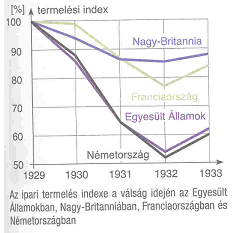 [%] termelési index
100
90
80
70
60
50
Nagy-Britannia
Franciaország
Egyesült Államok
Németország
1929 1930 1931 1932 1933
Az ipari termelés indexe a válság idején az Egyesült
Államokban, Nagy-Britanniában, Franciaországban és
Németországban